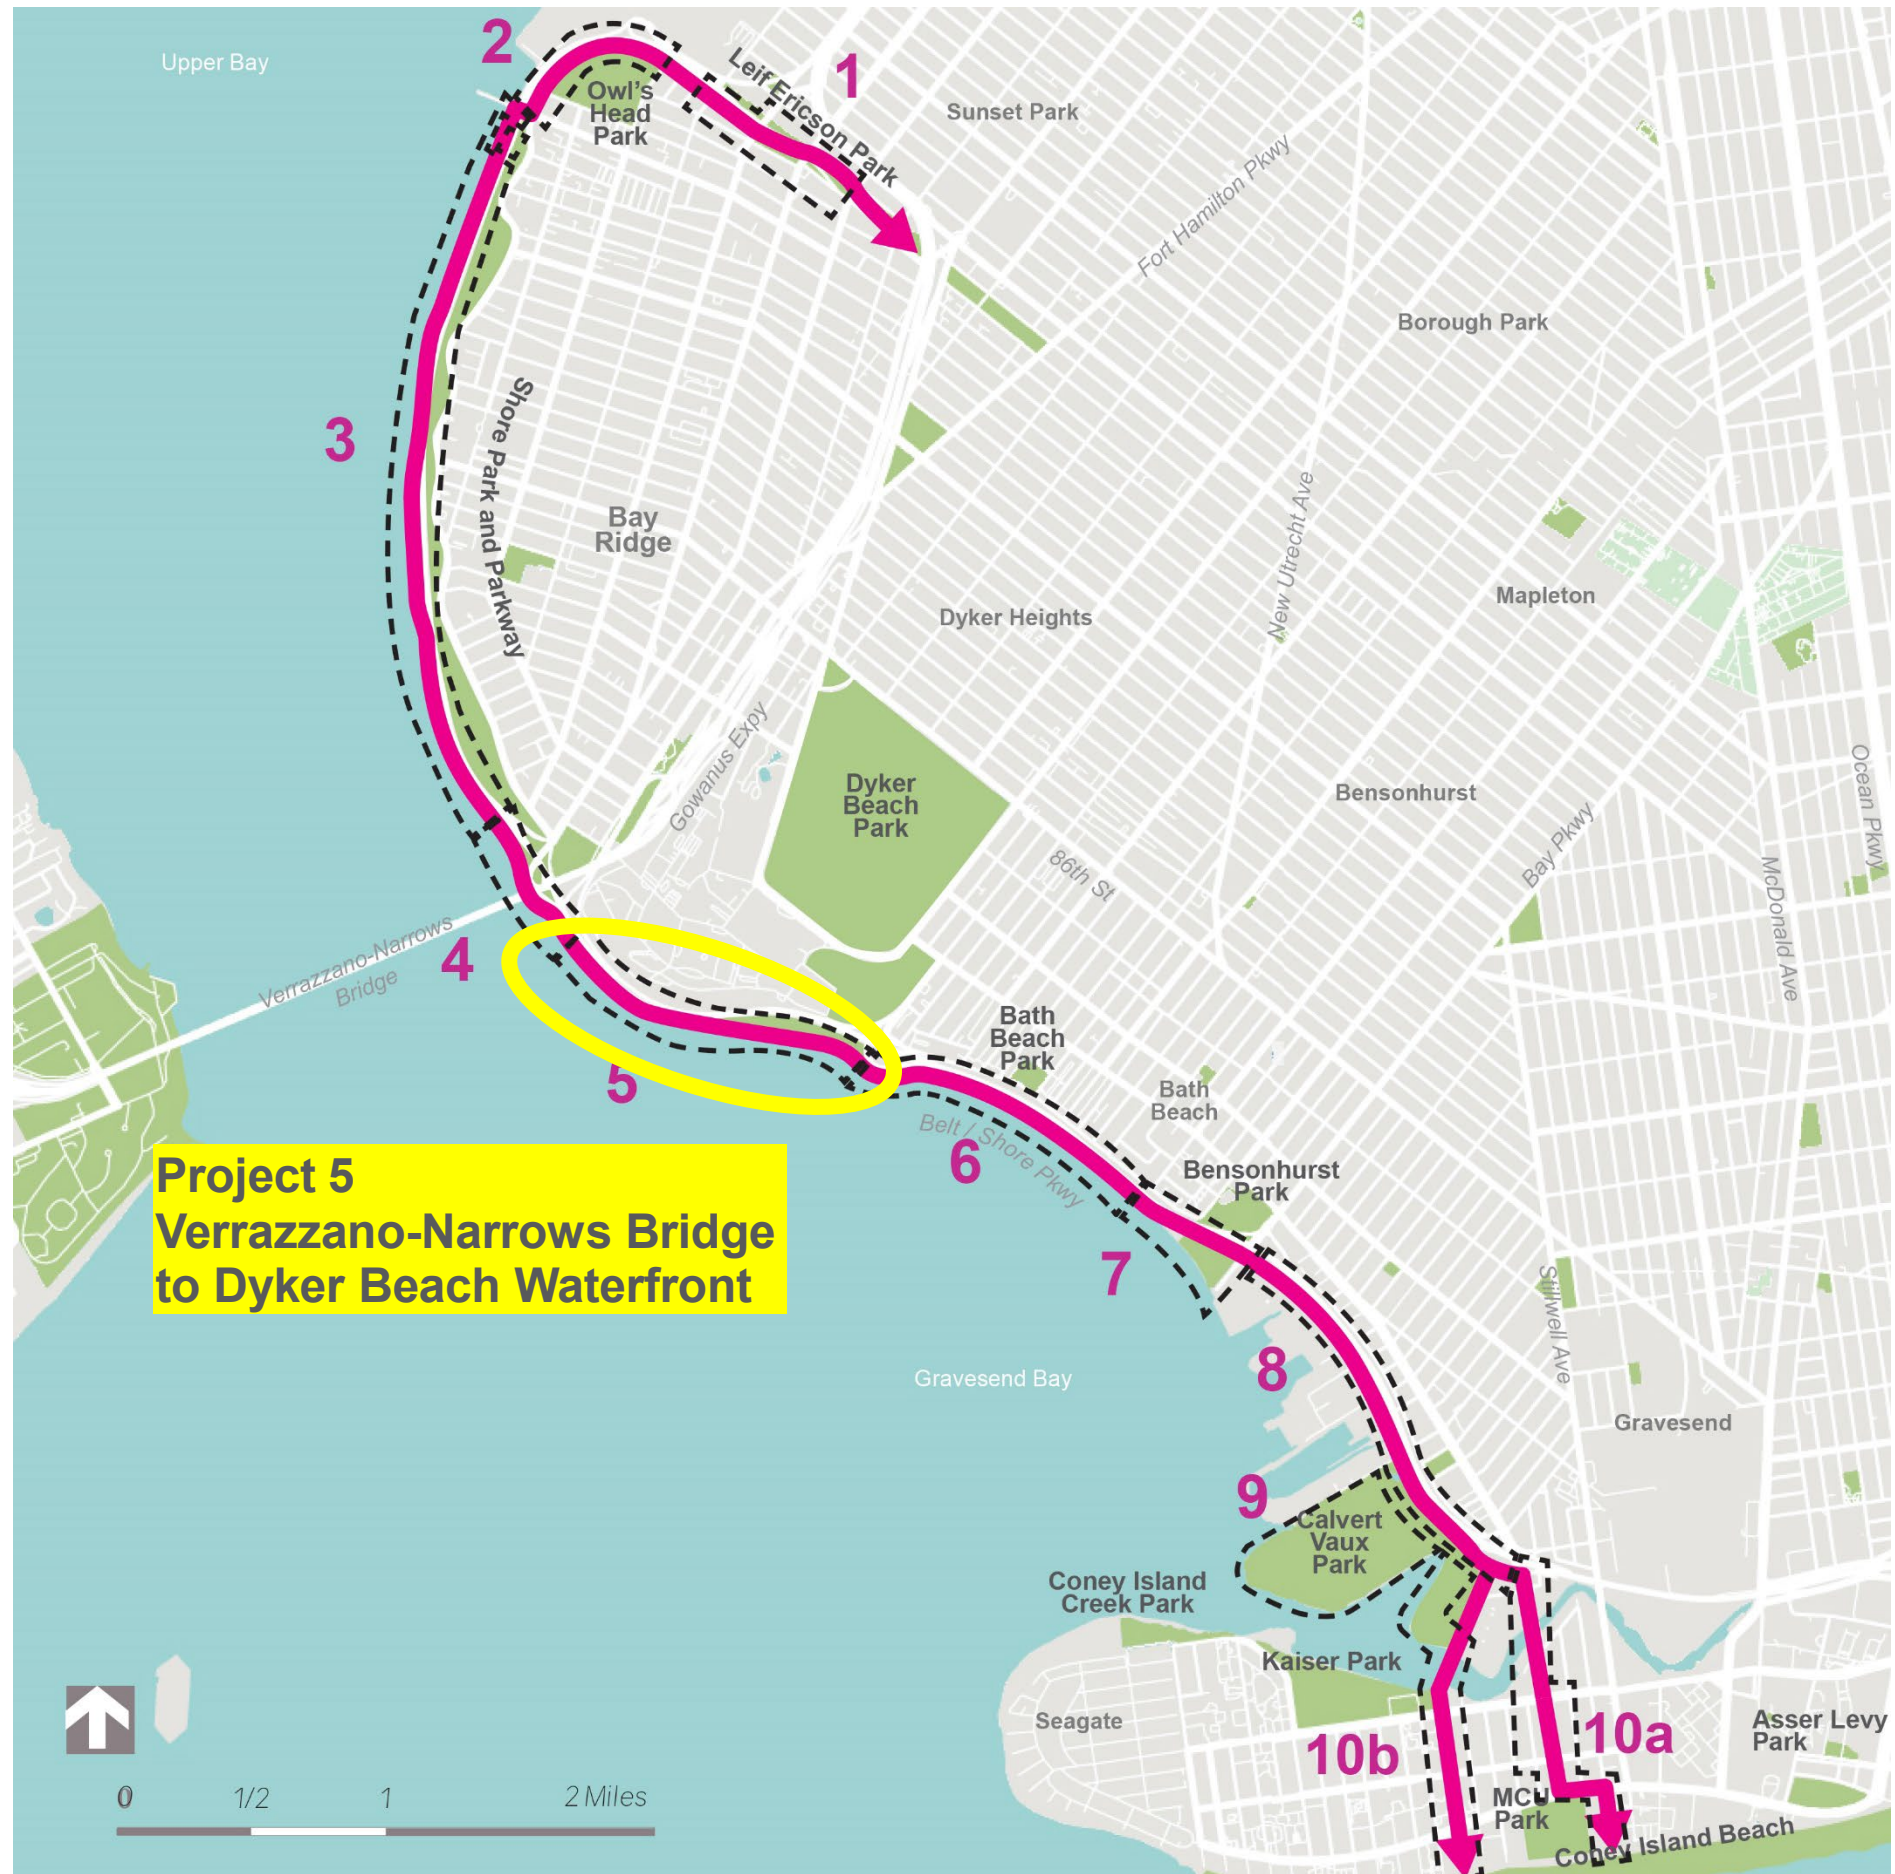 Upper Bay
2
Leif Ericson Park
1
Owl's
Head
Park
Sunset Park
Fort Hamilton Pkwy
Borough Park
3
Shore Park and Parkway
Bay
Ridge
New Utrecht Ave
Dyker Heights
Mapleton
Gowanus Expy
Dyker
Beach
Park
Bensonhurst
Ocean Pkwy
86th St
Bay Pkwy
McDonald Ave
Verrazzano-Narrows
Bridge
4
5
Bath
Beach
Park
Bath
Beach
Belt / Shore Pkwy
6
Bensonhurst
Park
Project 5
Verrazzano-Narrows Bridge
to Dyker Beach Waterfront
7
Stillwell Ave
8
Gravesend Bay
Gravesend
9
Calvert
Vaux
Park
Coney Island
Creek Park
Kaiser Park
Seagate
10b
10a
Asser Levy
Park
MCU
Park
Coney Island Beach
0 1/2 1 2 Miles